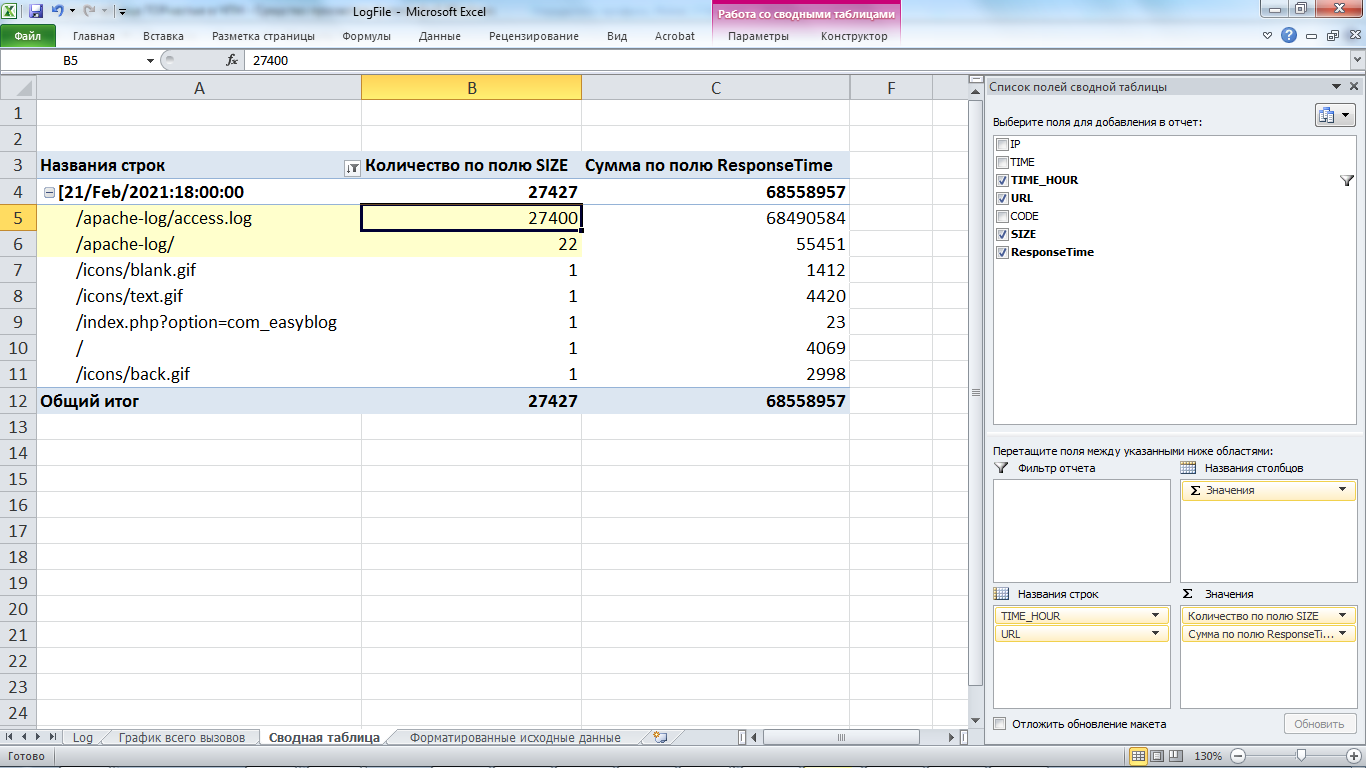 LogFile - Microsoft Excel
Работа со сводными таблицами
Файл Главная Вставка Разметка страницы Формулы Данные Рецензирование Вид Acrobat Параметры Конструктор
B5 fx 27400
A B C F
Список полей сводной таблицы
Выберите поля для добавления в отчет:
1
2
3 Названия строк Количество по полю SIZE Сумма по полю ResponseTime
4 [21/Feb/2021:18:00:00 27427 68558957
5 /apache-log/access.log 27400 68490584
6 /apache-log/ 22 55451
7 /icons/blank.gif 1 1412
8 /icons/text.gif 1 4420
9 /index.php?option=com_easyblog 1 23
10 / 1 4069
11 /icons/back.gif 1 2998
12 Общий итог 27427 68558957
13
14
15
16
17
18
19
20
21
22
23
24
IP
TIME
TIME_HOUR
URL
CODE
SIZE
ResponseTime
Перетащите поля между указанными ниже областями:
Фильтр отчета Названия столбцов
Σ Значения
Названия строк Σ Значения
TIME_HOUR Количество по полю SIZE
URL Сумма по полю ResponseTi...
Отложить обновление макета Обновить
Log График всего вызовов Сводная таблица Форматированные исходные данные
Готово 130%